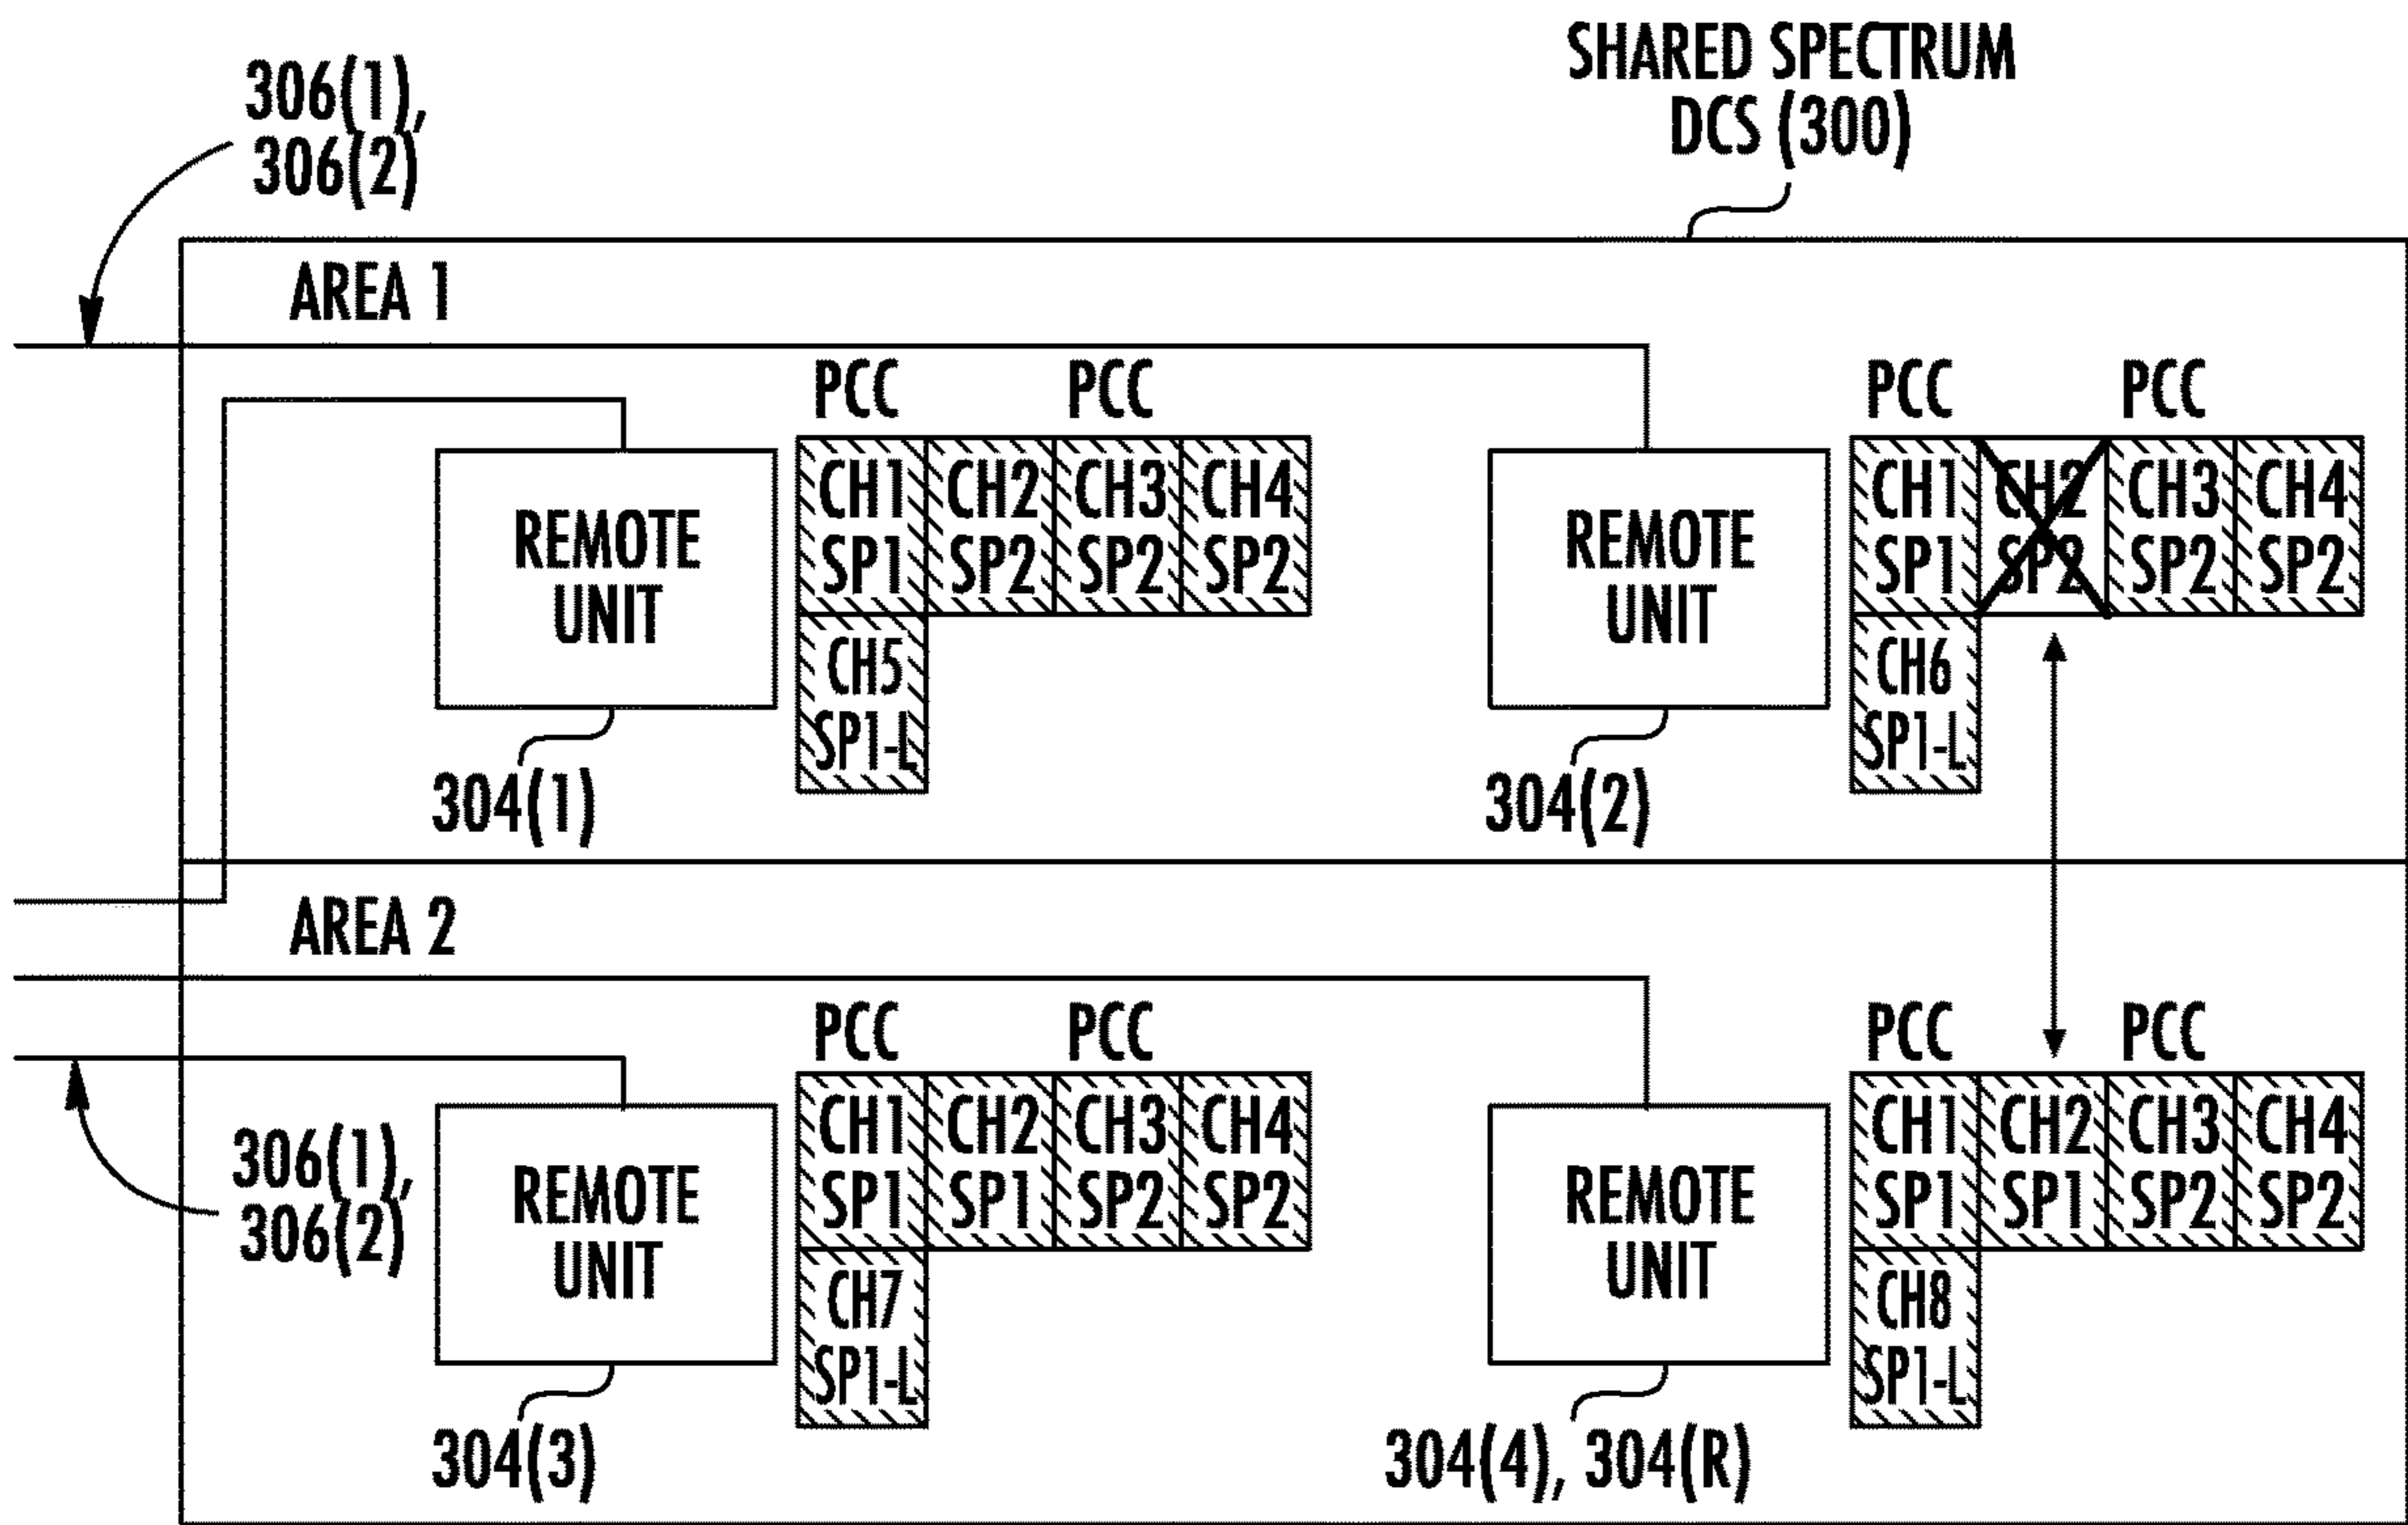 SHARED SPECTRUM
DCS (300)
306(1),
306(2)
AREA 1
PCC PCC
PCC PCC
REMOTE
UNIT
CH1 CH2 CH3 CH4
SP1 SP2 SP2 SP2
CH5
SP1-L
304(1)
REMOTE
UNIT
CH1 CH2 CH3 CH4
SP1 SP2 SP2 SP2
CH6
SP1-L
304(2)
AREA 2
306(1),
306(2)
PCC PCC
PCC PCC
REMOTE
UNIT
CH1 CH2 CH3 CH4
SP1 SP1 SP2 SP2
CH7
SP1-L
304(3)
REMOTE
UNIT
CH1 CH2 CH3 CH4
SP1 SP1 SP2 SP2
CH8
SP1-L
304(4), 304(R)